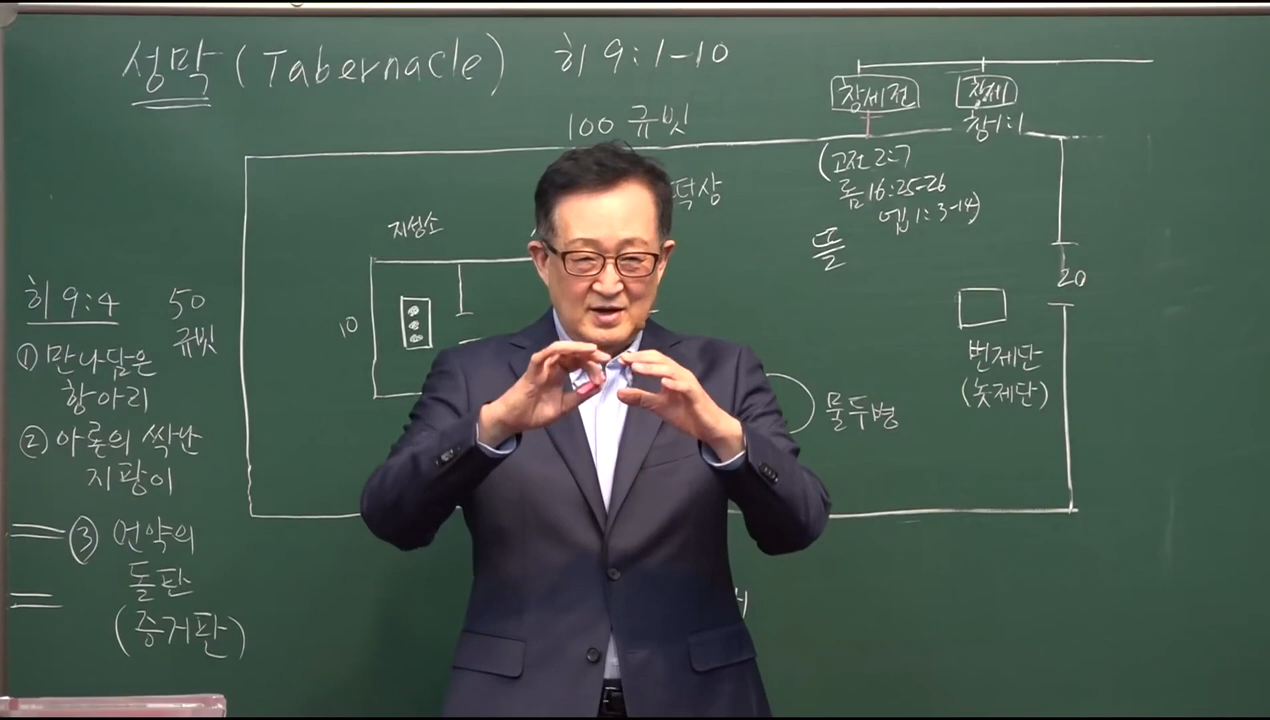 성막 (Tabernacle) 히 9:1-10
창세전
창세
창1:1
100 규빗
(고전 2:7
롬 16:25-26
엡 1:3-14)
떡상
뜰
지성소
10
20
히 9:4
50
규빗
① 만나담은
항아리
② 아론의 싹난
지팡이
③ 언약의
돌판
(증거판)
번제단
(놋제단)
물두멍